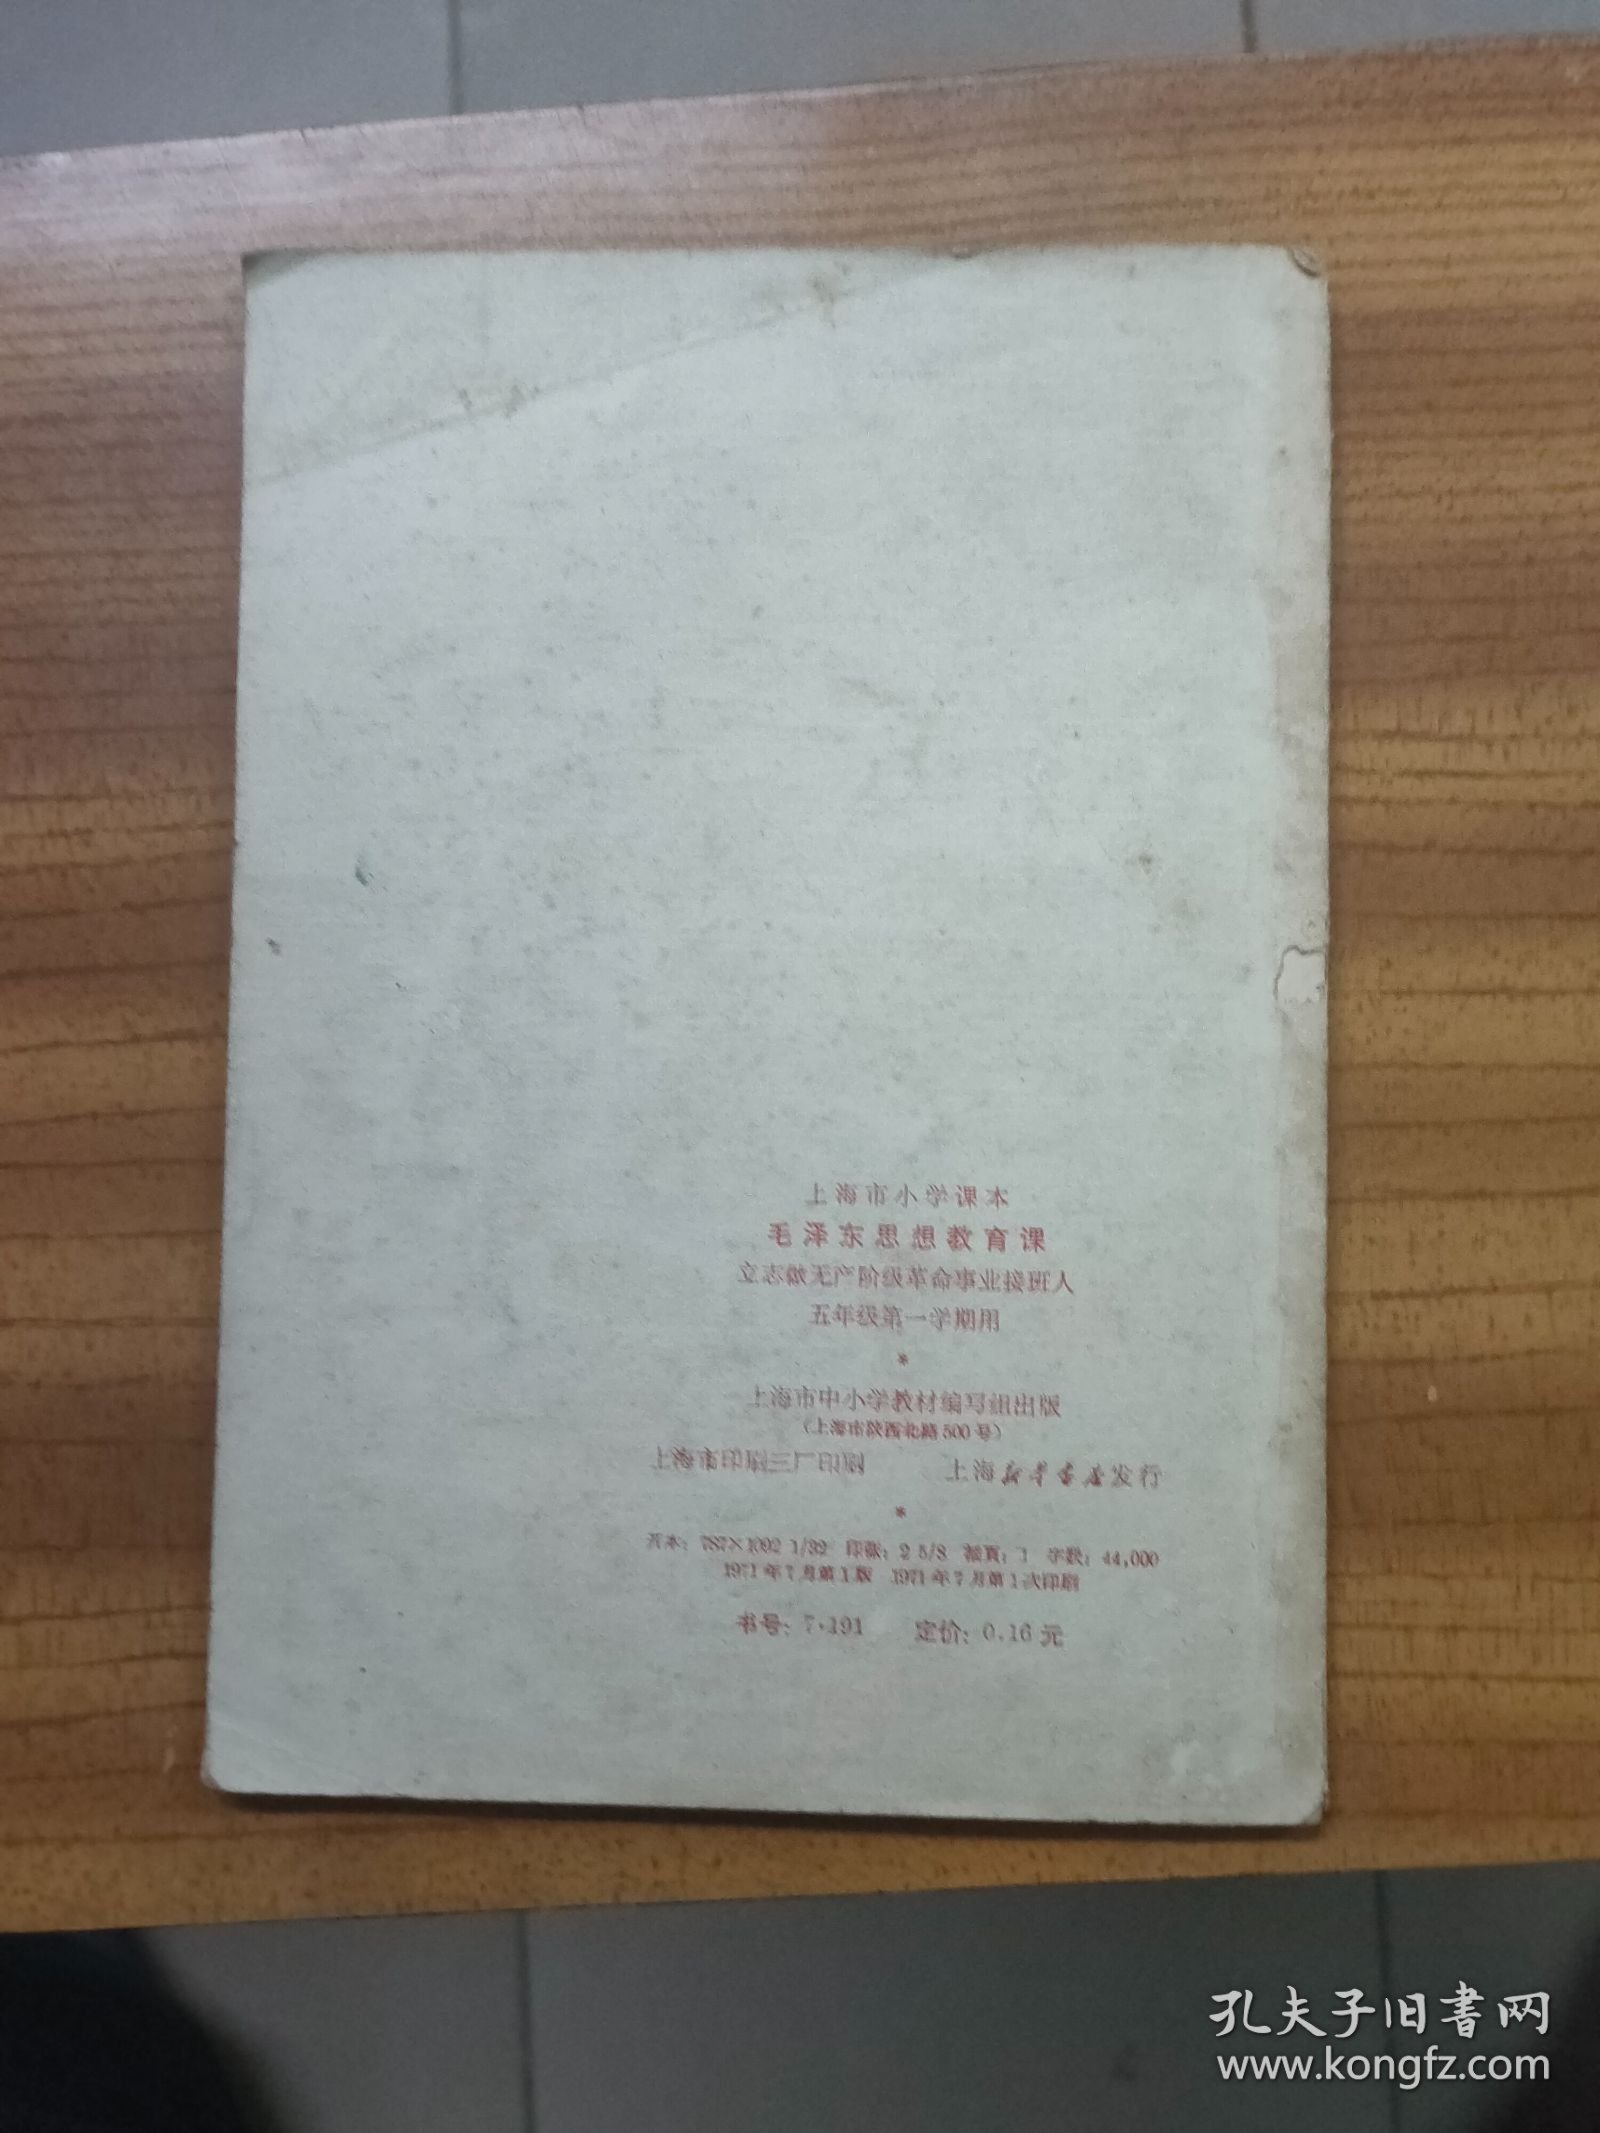 上海市小学课本
毛泽东思想教育课
立志做无产阶级革命事业接班人
五年级第一学期用
*
上海市中小学教材编写组出版
(上海市陕西北路500号)
上海市印刷三厂印刷 上海新华书店发行
*
开本：787×1092 1/32 印张：2 5/8 插页：1 字数：44,000
1971年7月第1版 1971年7月第1次印刷
书号：7·191 定价：0.16元
孔夫子旧书网
www.kongfz.com